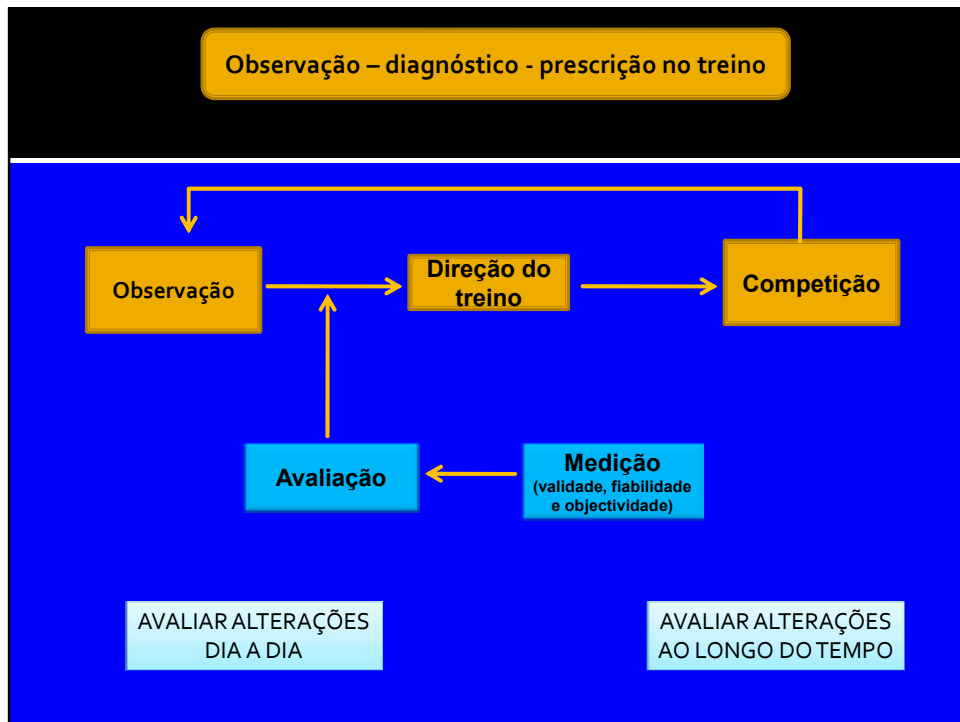 Observação – diagnóstico - prescrição no treino
Observação
Direção do
treino
Competição
Avaliação
Medição
(validade, fiabilidade
e objectividade)
AVALIAR ALTERAÇÕES
DIA A DIA
AVALIAR ALTERAÇÕES
AO LONGO DO TEMPO